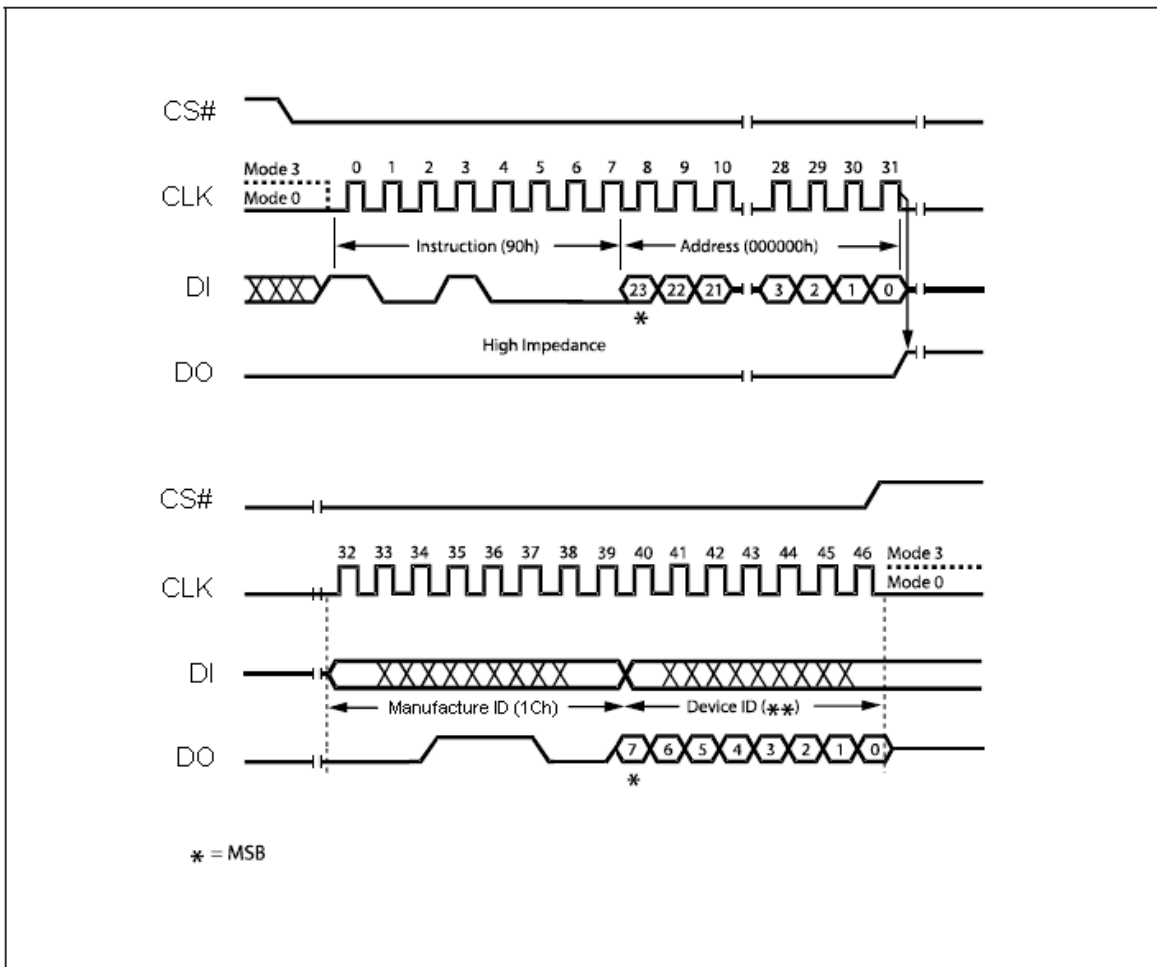 CS#
Mode 3
0 1 2 3 4 5 6 7 8 9 10 28 29 30 31
CLK
Mode 0
Instruction (90h) Address (000000h)
DI
23 22 21 3 2 1 0
*
High Impedance
DO
CS#
32 33 34 35 36 37 38 39 40 41 42 43 44 45 46 Mode 3
CLK
Mode 0
DI
Manufacture ID (1Ch) Device ID (**)
DO
7 6 5 4 3 2 1 0
*
* = MSB